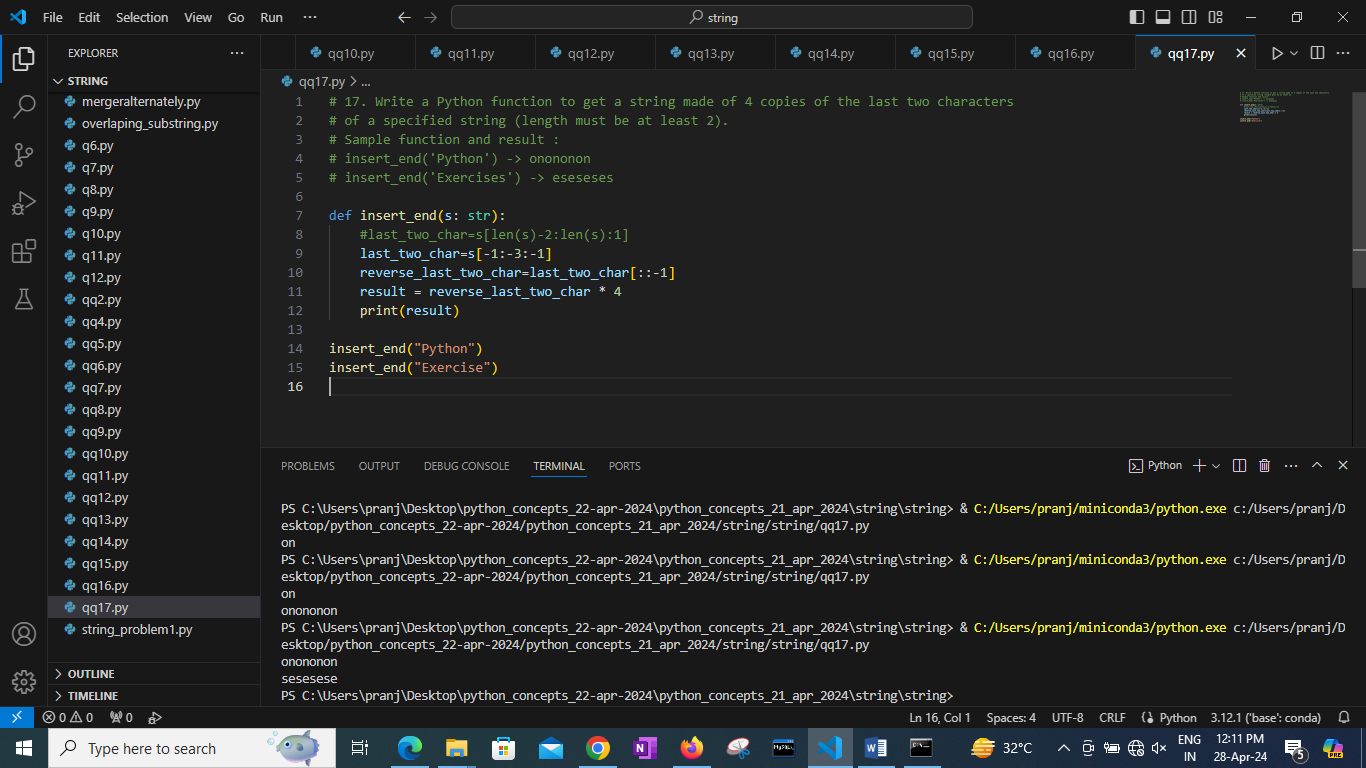 File Edit Selection View Go Run ···
string
EXPLORER ···
STRING
mergeralternately.py
overlaping_substring.py
q6.py
q7.py
q8.py
q9.py
q10.py
q11.py
q12.py
qq2.py
qq4.py
qq5.py
qq6.py
qq7.py
qq8.py
qq9.py
qq10.py
qq11.py
qq12.py
qq13.py
qq14.py
qq15.py
qq16.py
qq17.py
string_problem1.py
OUTLINE
TIMELINE
qq10.py qq11.py qq12.py qq13.py qq14.py qq15.py qq16.py qq17.py
qq17.py > ...
1 # 17. Write a Python function to get a string made of 4 copies of the last two characters
2 # of a specified string (length must be at least 2).
3 # Sample function and result :
4 # insert_end('Python') -> onononon
5 # insert_end('Exercises') -> eseseses
6
7 def insert_end(s: str):
8     #last_two_char=s[len(s)-2:len(s):1]
9     last_two_char=s[-1:-3:-1]
10     reverse_last_two_char=last_two_char[::-1]
11     result = reverse_last_two_char * 4
12     print(result)
13
14 insert_end("Python")
15 insert_end("Exercise")
16
PROBLEMS OUTPUT DEBUG CONSOLE TERMINAL PORTS
Python
PS C:\Users\pranj\Desktop\python_concepts_22-apr-2024\python_concepts_21_apr_2024\string\string> & C:/Users/pranj/miniconda3/python.exe c:/Users/pranj/D
esktop/python_concepts_22-apr-2024/python_concepts_21_apr_2024/string/string/qq17.py
on
PS C:\Users\pranj\Desktop\python_concepts_22-apr-2024\python_concepts_21_apr_2024\string\string> & C:/Users/pranj/miniconda3/python.exe c:/Users/pranj/D
esktop/python_concepts_22-apr-2024/python_concepts_21_apr_2024/string/string/qq17.py
on
onononon
PS C:\Users\pranj\Desktop\python_concepts_22-apr-2024\python_concepts_21_apr_2024\string\string> & C:/Users/pranj/miniconda3/python.exe c:/Users/pranj/D
esktop/python_concepts_22-apr-2024/python_concepts_21_apr_2024/string/string/qq17.py
onononon
sesesese
PS C:\Users\pranj\Desktop\python_concepts_22-apr-2024\python_concepts_21_apr_2024\string\string>
0 0 0
Ln 16, Col 1 Spaces: 4 UTF-8 CRLF Python 3.12.1 ('base': conda)
Type here to search
32°C
ENG
IN
12:11 PM
28-Apr-24
5
PRE